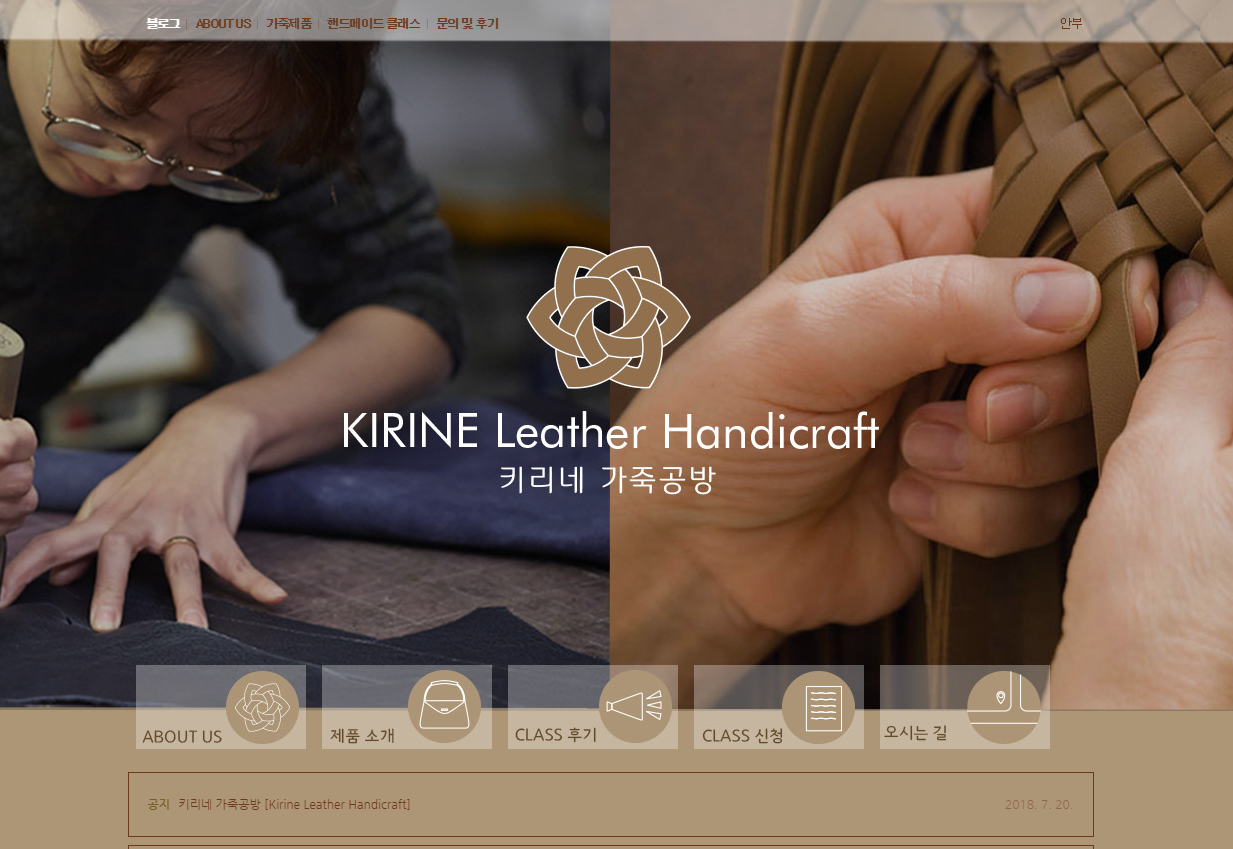 블로그 ABOUT US 가죽제품 핸드메이드 클래스 문의 및 후기 안부
KIRINE Leather Handicraft
키리네 가죽공방
ABOUT US
제품 소개
CLASS 후기
CLASS 신청
오시는 길
공지 키리네 가죽공방 [Kirine Leather Handicraft] 2018. 7. 20.